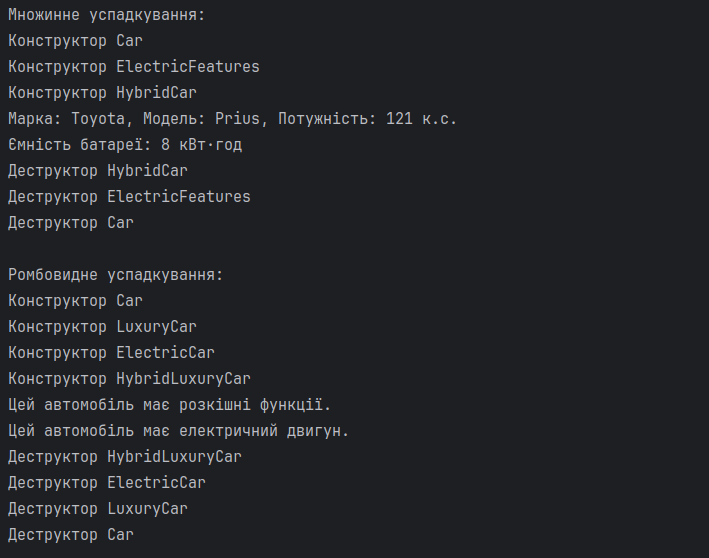 Множинне успадкування:
Конструктор Car
Конструктор ElectricFeatures
Конструктор HybridCar
Марка: Toyota, Модель: Prius, Потужність: 121 к.с.
Ємність батареї: 8 кВт·год
Деструктор HybridCar
Деструктор ElectricFeatures
Деструктор Car

Ромбовидне успадкування:
Конструктор Car
Конструктор LuxuryCar
Конструктор ElectricCar
Конструктор HybridLuxuryCar
Цей автомобіль має розкішні функції.
Цей автомобіль має електричний двигун.
Деструктор HybridLuxuryCar
Деструктор ElectricCar
Деструктор LuxuryCar
Деструктор Car